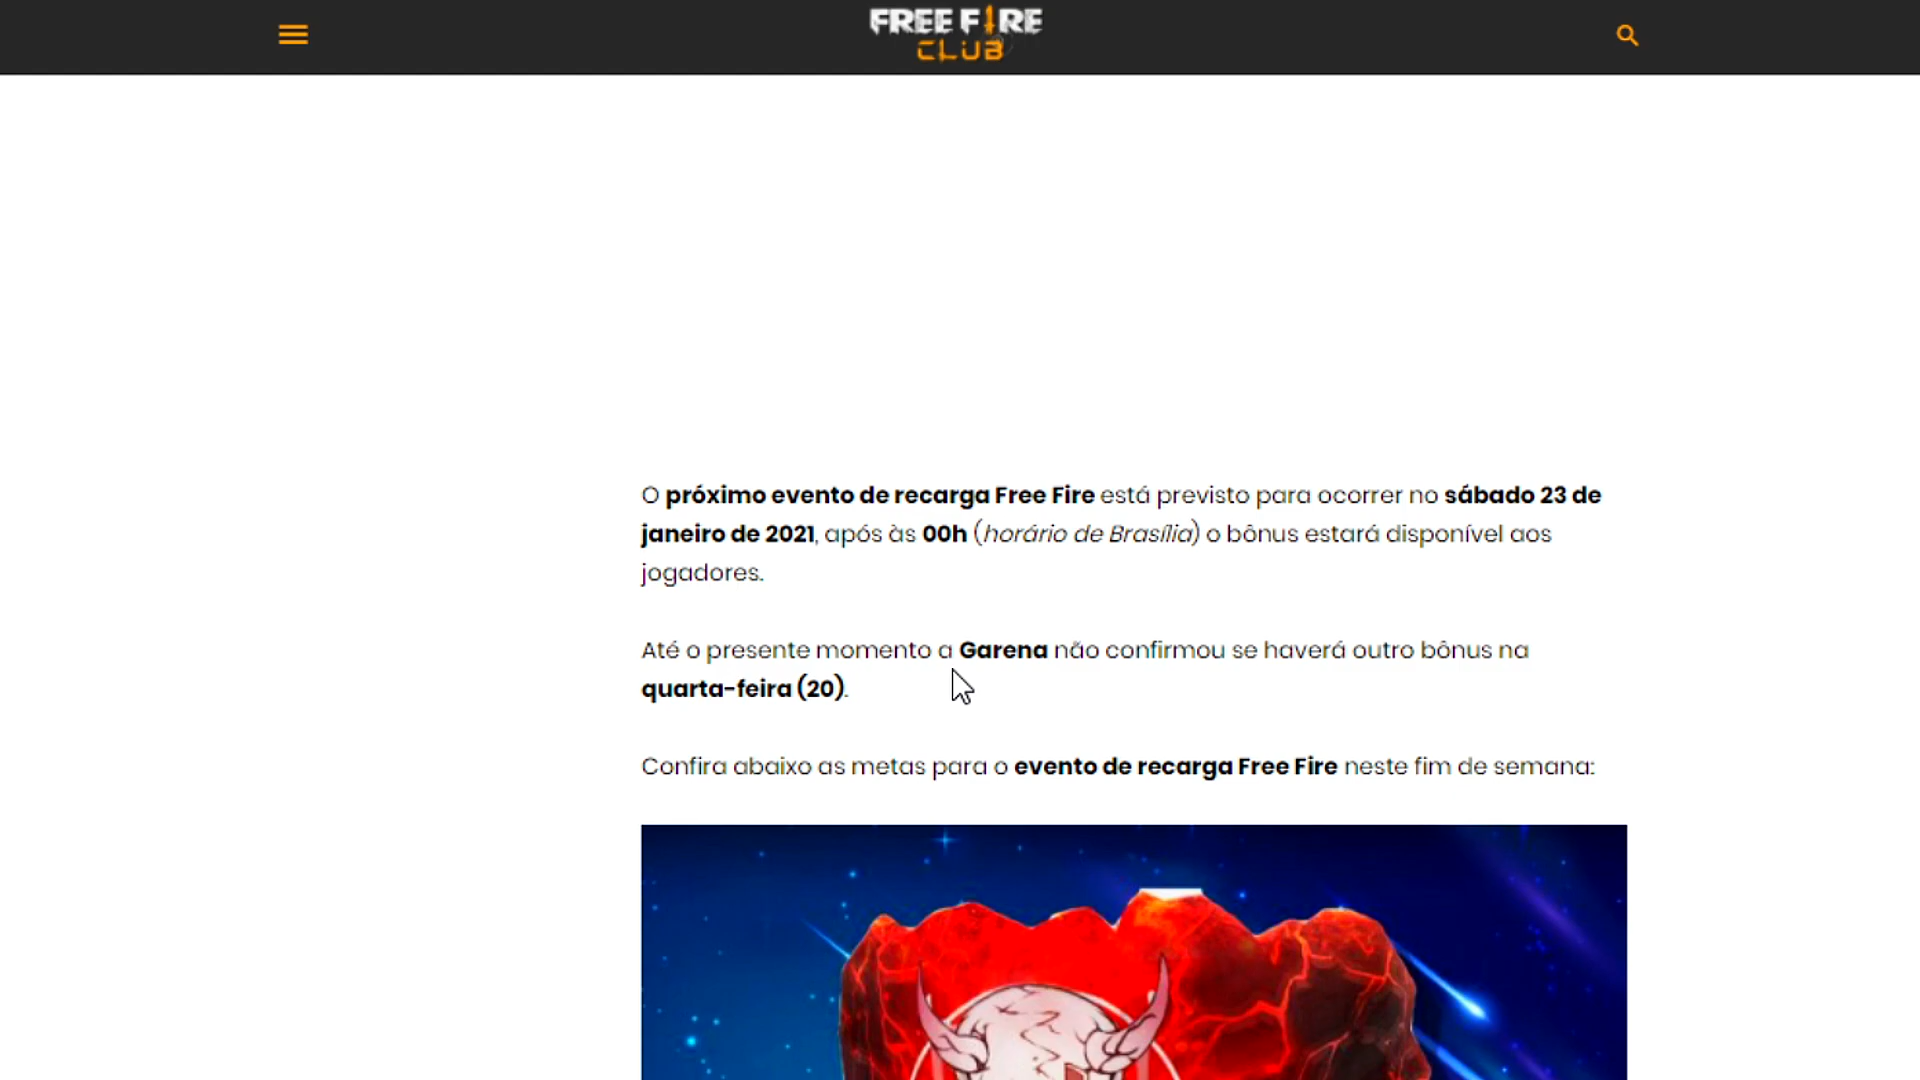 FREE FIRE
CLUB
O próximo evento de recarga Free Fire está previsto para ocorrer no sábado 23 de
janeiro de 2021, após às 00h (horário de Brasília) o bônus estará disponível aos
jogadores.
Até o presente momento a Garena não confirmou se haverá outro bônus na
quarta-feira (20).
Confira abaixo as metas para o evento de recarga Free Fire neste fim de semana: